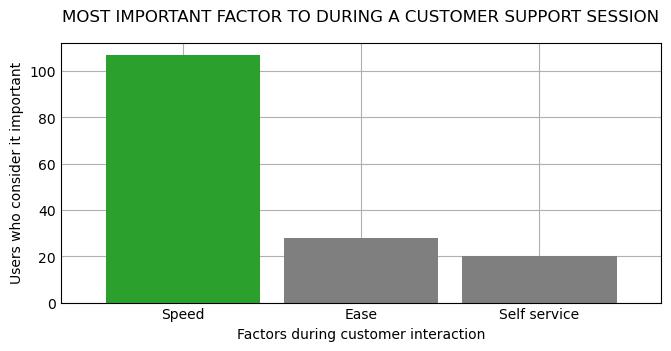 MOST IMPORTANT FACTOR TO DURING A CUSTOMER SUPPORT SESSION
Users who consider it important
100
80
60
40
20
0
Speed Ease Self service
Factors during customer interaction